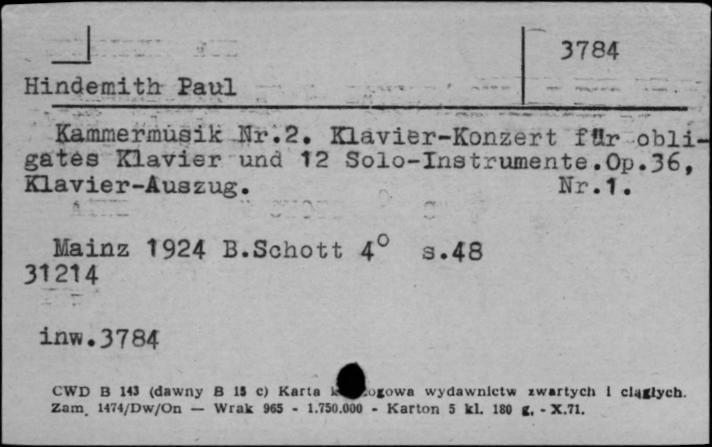 3784
Hindemith Paul
Kammermusik Nr.2. Klavier-Konzert für obli-
gates Klavier und 12 Solo-Instrumente.Op.36,
Klavier-Auszug. Nr.1.
Mainz 1924 B.Schott 4° s.48
31214
inw.3784
CWD B 143 (dawny B 15 c) Karta wydawnictw zwartych i ciągłych.
Zam. 1474/Dw/On — Wrak 965 - 1.750.000 - Karton 5 kl. 180 g. - X.71.